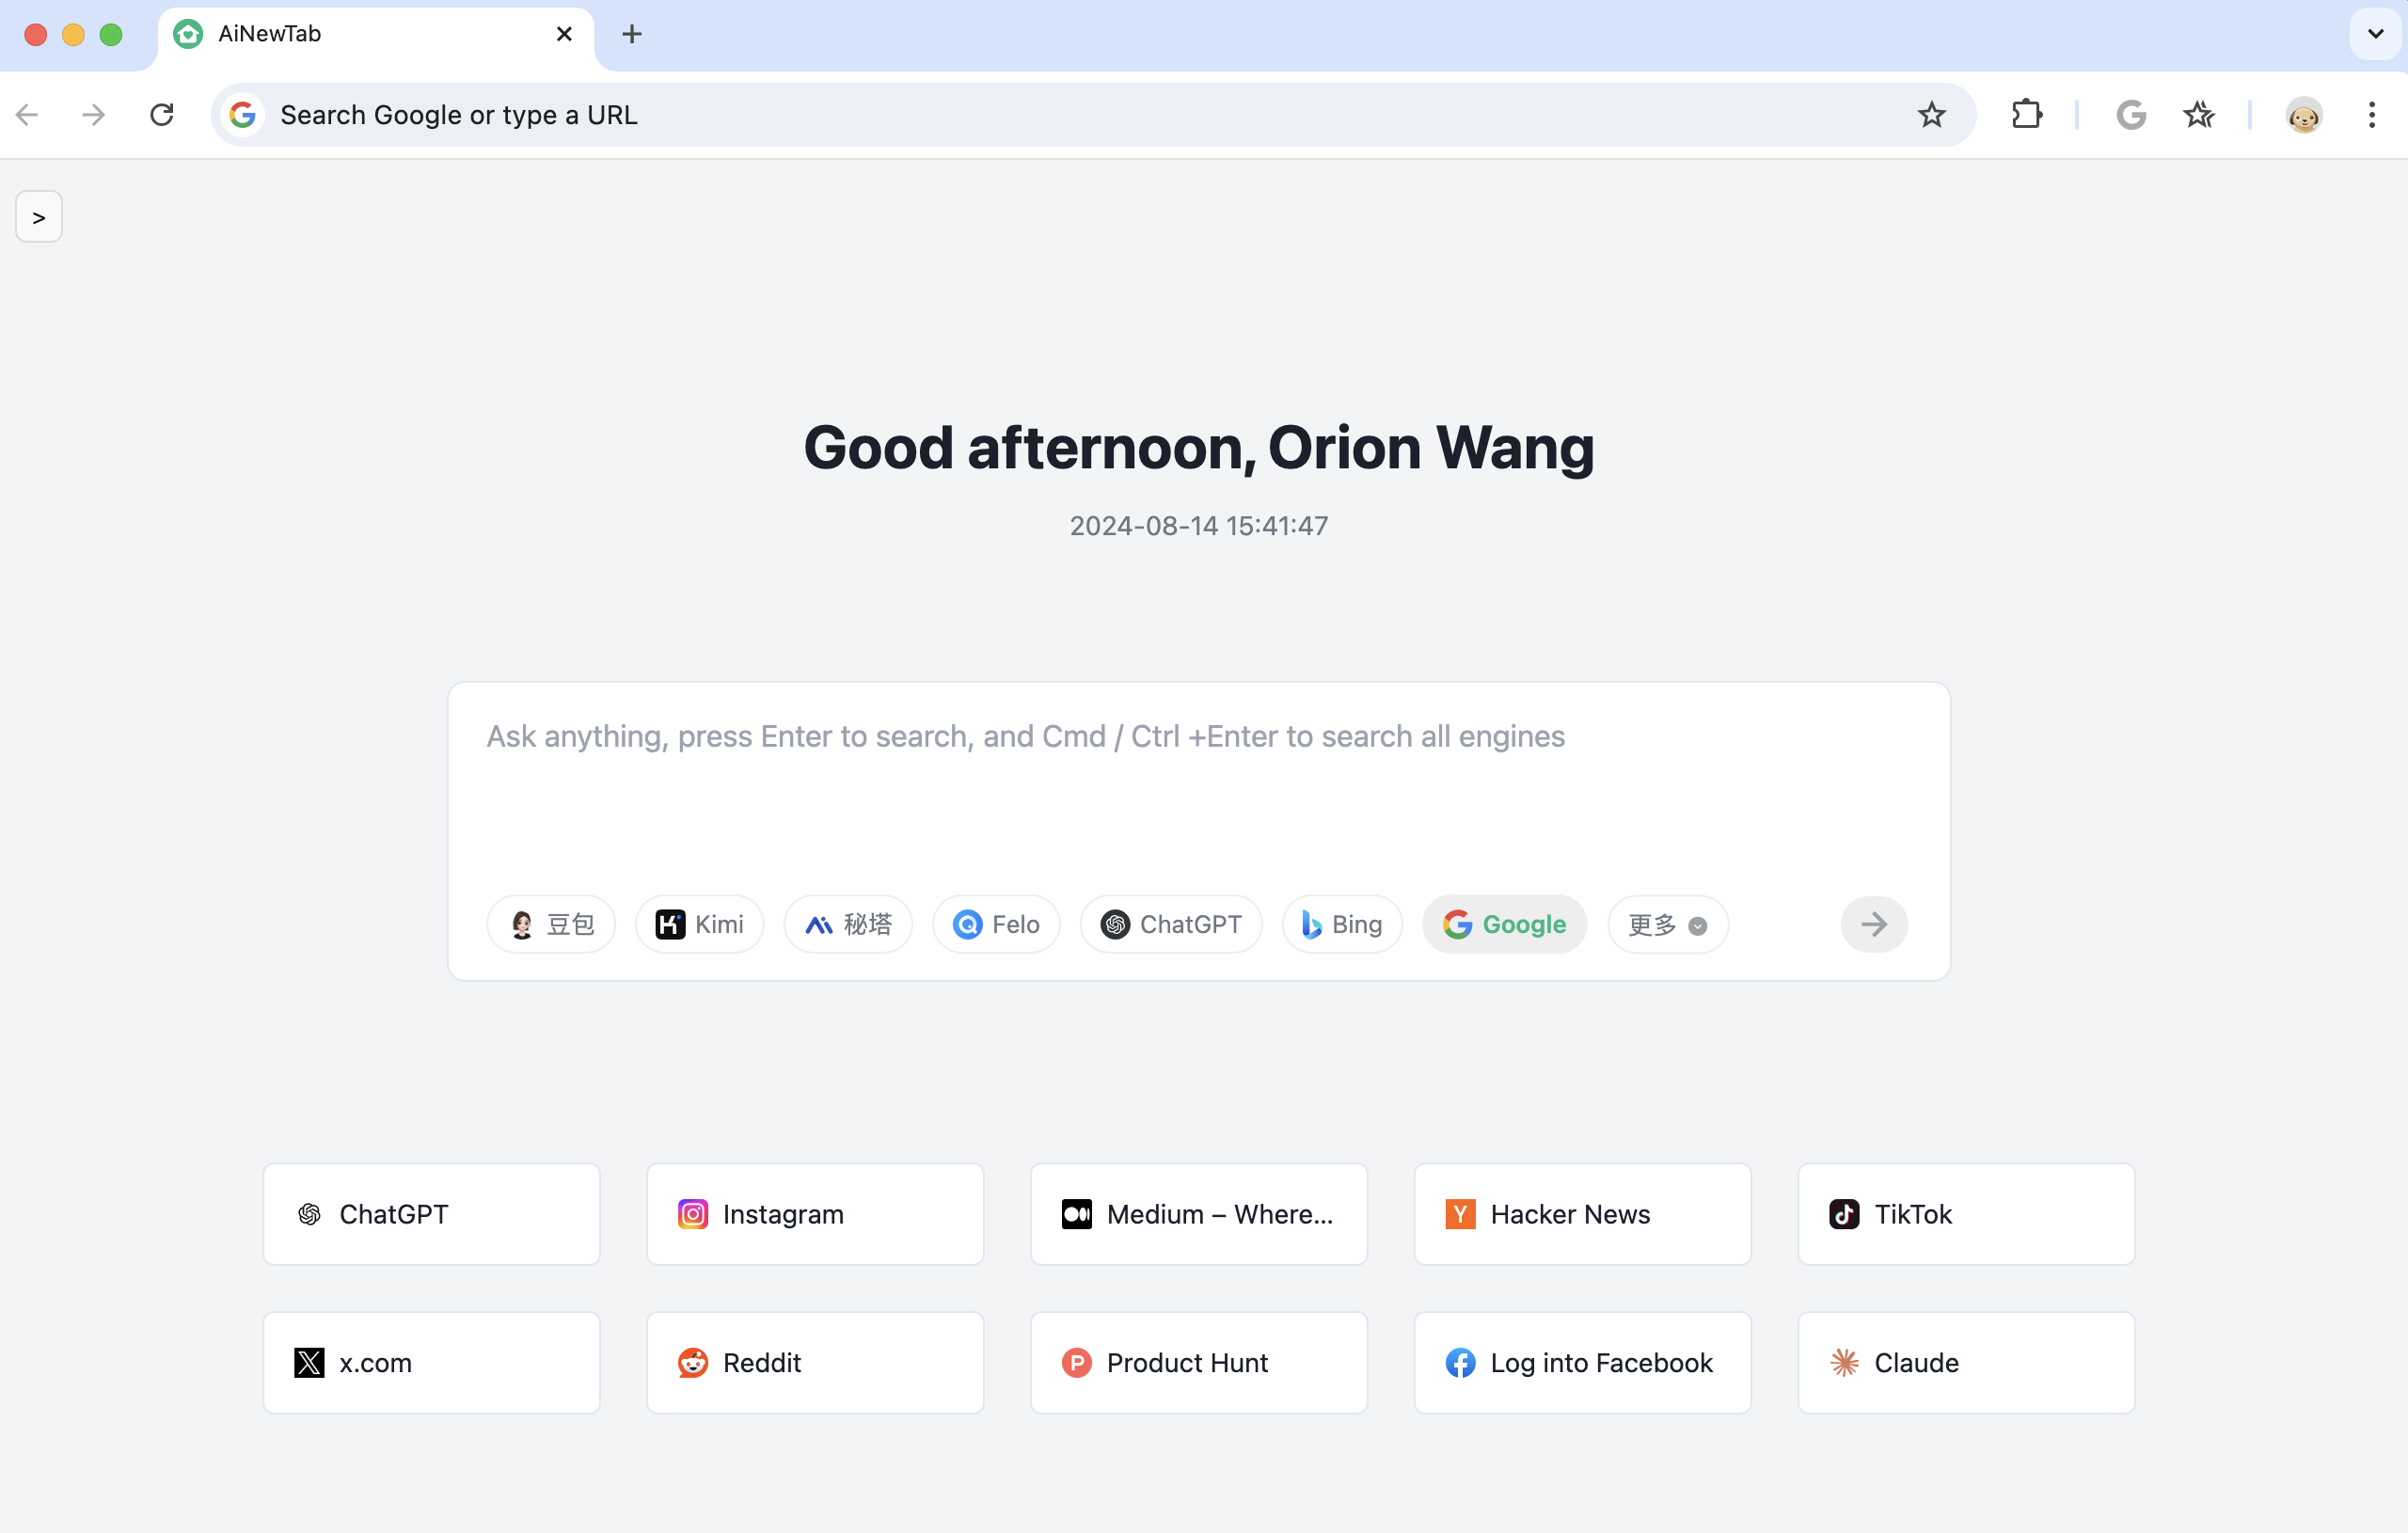 AiNewTab
Search Google or type a URL
>
Good afternoon, Orion Wang
2024-08-14 15:41:47
Ask anything, press Enter to search, and Cmd / Ctrl +Enter to search all engines
豆包 Kimi 秘塔 Felo ChatGPT Bing Google 更多
ChatGPT Instagram Medium – Where... Hacker News TikTok
x.com Reddit Product Hunt Log into Facebook Claude